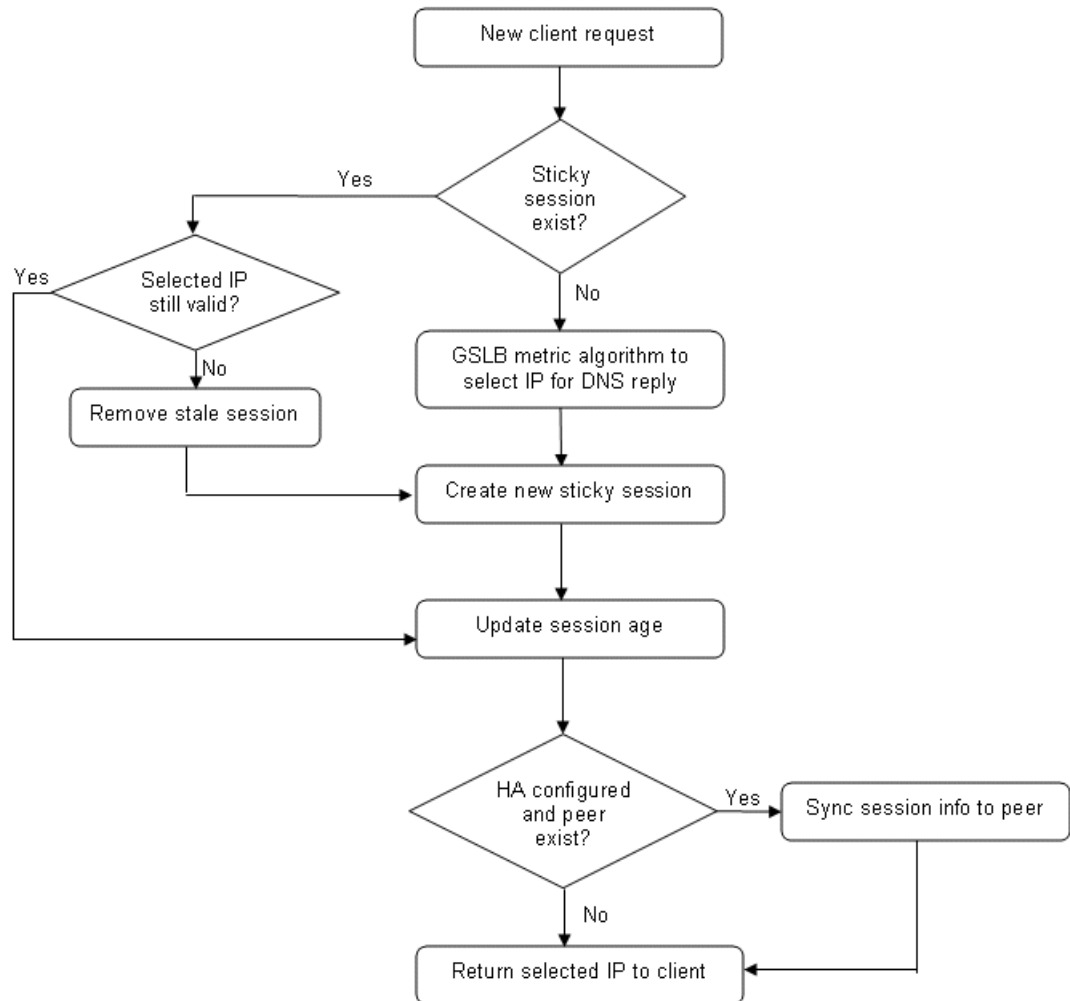 New client request
Sticky
session
exist?
Yes
Yes
Selected IP
still valid?
No
No
GSLB metric algorithm to
select IP for DNS reply
Remove stale session
Create new sticky session
Update session age
HA configured
and peer
exist?
Yes
Sync session info to peer
No
Return selected IP to client